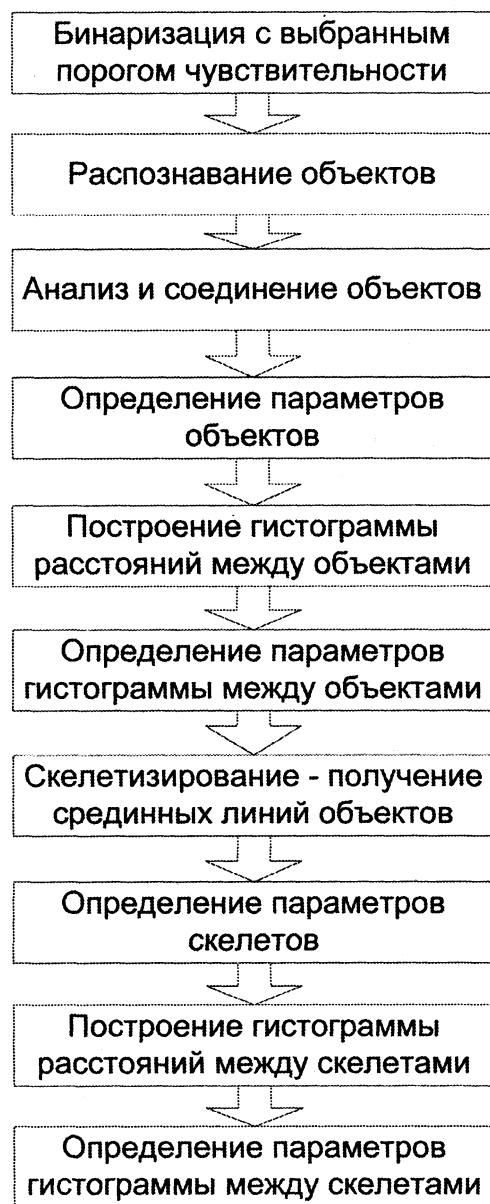 Бинаризация с выбранным
порогом чувствительности
Распознавание объектов
Анализ и соединение объектов
Определение параметров
объектов
Построение гистограммы
расстояний между объектами
Определение параметров
гистограммы между объектами
Скелетизирование - получение
срединных линий объектов
Определение параметров
скелетов
Построение гистограммы
расстояний между скелетами
Определение параметров
гистограммы между скелетами